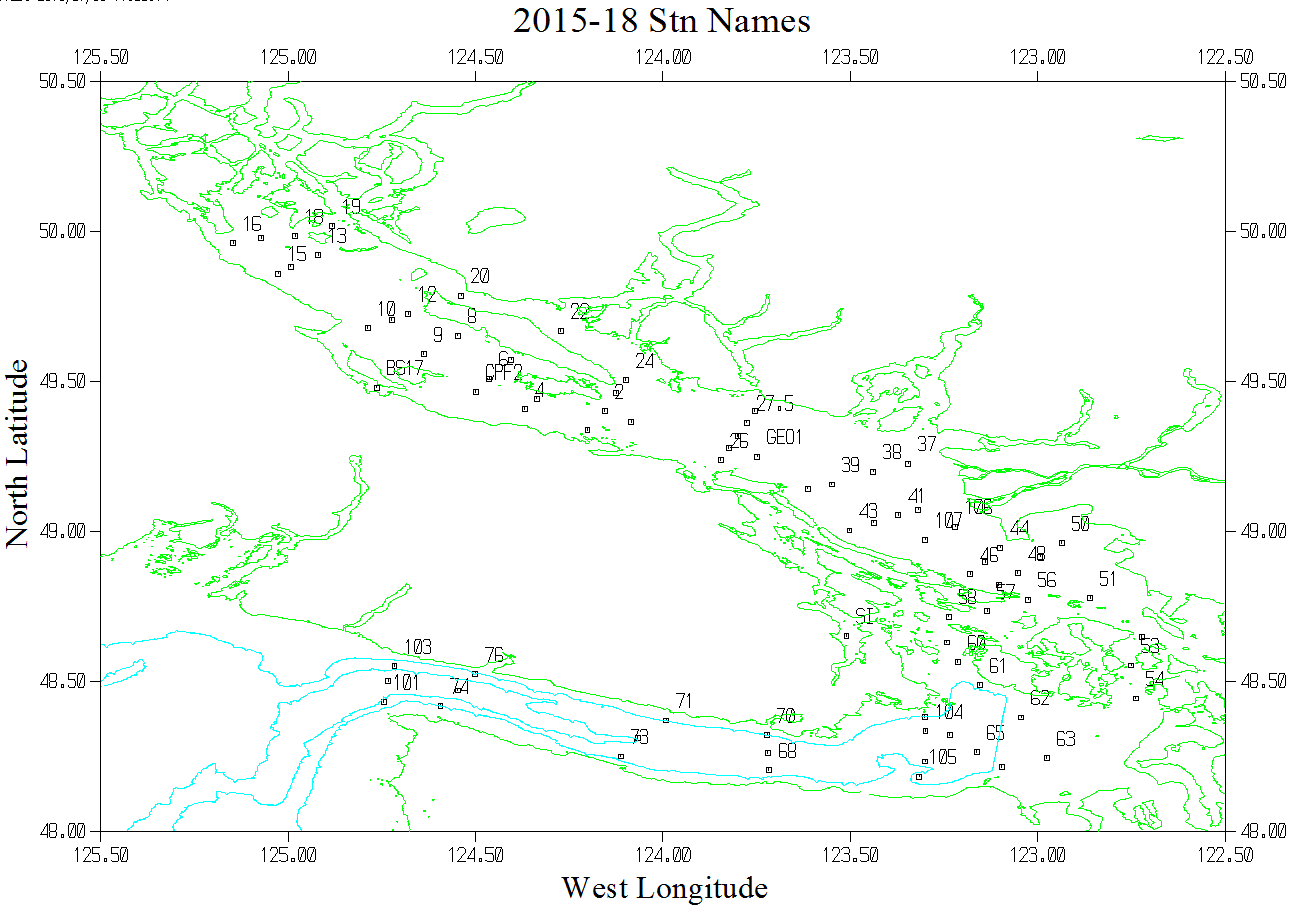 2015-18 Stn Names
125.50 125.00 124.50 124.00 123.50 123.00 122.50
50.50 50.50
19
18
16 13
50.00 50.00
15
20
12
10 8 22
9
6 24
BS17 CPF2
49.50 49.50
4 2
27.5
26 GEO1
37
38
39
41
43 106
107
49.00 44 50 49.00
46 48
56 51
57
58
SI
60 53
103 76
61
48.50 101 74 54 48.50
62
71
104
70
73 65 63
68 105
48.00 48.00
125.50 125.00 124.50 124.00 123.50 123.00 122.50
West Longitude
North Latitude